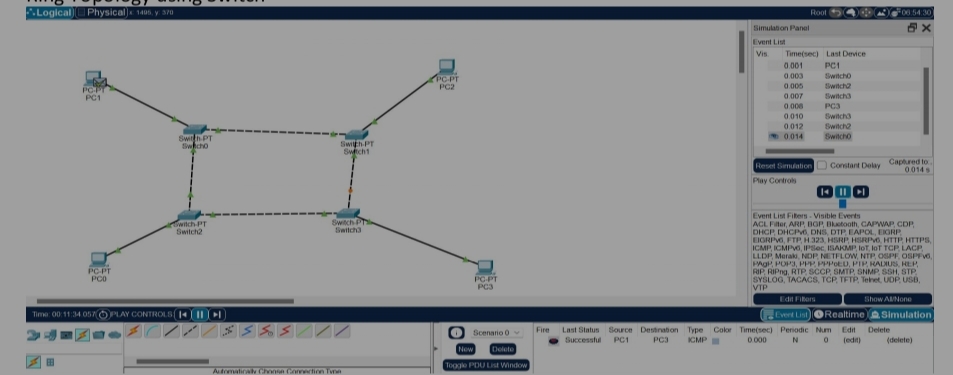 Ring Topology using Switch
Logical Physical x: 1495, y: 370 Root 06:54:30
Simulation Panel
Event List
Vis. Time(sec) Last Device
0.001 PC1
0.003 Switch0
0.005 Switch2
0.007 Switch3
0.008 PC3
0.010 Switch3
0.012 Switch2
0.014 Switch0
Reset Simulation Constant Delay Captured to:
0.014 s
Play Controls
Event List Filters - Visible Events
ACL Filter, ARP, BGP, Bluetooth, CAPWAP, CDP,
DHCP, DHCPv6, DNS, DTP, EAPOL, EIGRP,
EIGRPv6, FTP, H.323, HSRP, HSRPv6, HTTP, HTTPS,
ICMP, ICMPv6, IPSec, ISAKMP, IoT, IoT TCP, LACP,
LLDP, Meraki, NDP, NETFLOW, NTP, OSPF, OSPFv6,
PAgP, POP3, PPP, PPPoED, PTP, RADIUS, REP,
RIP, RIPng, RTP, SCCP, SMTP, SNMP, SSH, STP,
SYSLOG, TACACS, TCP, TFTP, Telnet, UDP, USB,
VTP
Edit Filters Show All/None
PC-PT
PC1
PC-PT
PC2
Switch-PT
Switch0
Switch-PT
Switch1
Switch-PT
Switch2
Switch-PT
Switch3
PC-PT
PC0
PC-PT
PC3
Time: 00:11:34.057 PLAY CONTROLS: Event List Realtime Simulation
Scenario 0
New Delete
Toggle PDU List Window
Fire Last Status Source Destination Type Color Time(sec) Periodic Num Edit Delete
Successful PC1 PC3 ICMP 0.000 N 0 (edit) (delete)
Automatically Choose Connection Type